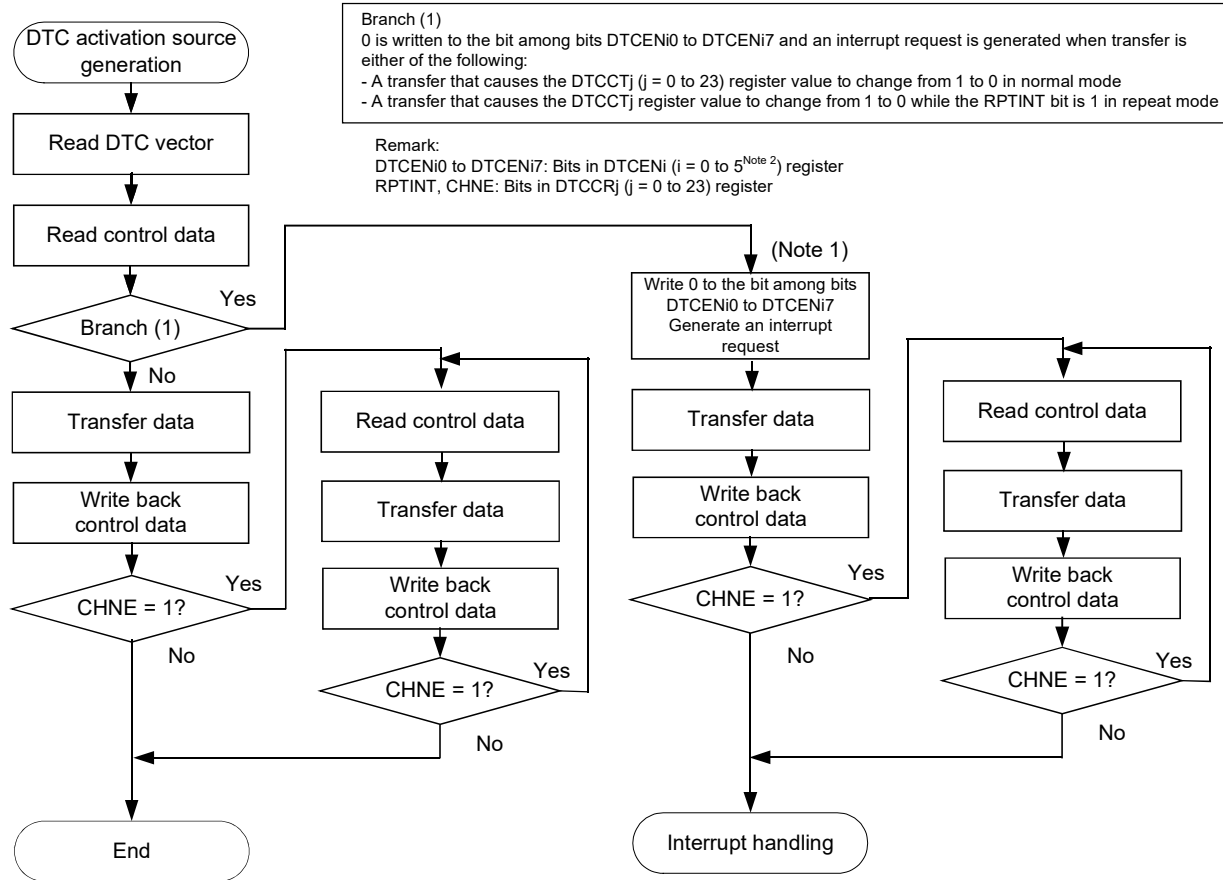 Branch (1)
0 is written to the bit among bits DTCENi0 to DTCENi7 and an interrupt request is generated when transfer is
either of the following:
- A transfer that causes the DTCCTj (j = 0 to 23) register value to change from 1 to 0 in normal mode
- A transfer that causes the DTCCTj register value to change from 1 to 0 while the RPTINT bit is 1 in repeat mode
Remark:
DTCENi0 to DTCENi7: Bits in DTCENi (i = 0 to 5Note 2) register
RPTINT, CHNE: Bits in DTCCRj (j = 0 to 23) register
DTC activation source
generation
Read DTC vector
Read control data
Branch (1)
Yes
No
Transfer data
Write back
control data
CHNE = 1?
Yes
No
Read control data
Transfer data
Write back
control data
CHNE = 1?
Yes
No
End
(Note 1)
Write 0 to the bit among bits
DTCENi0 to DTCENi7
Generate an interrupt
request
Transfer data
Write back
control data
CHNE = 1?
Yes
No
Read control data
Transfer data
Write back
control data
CHNE = 1?
Yes
No
Interrupt handling